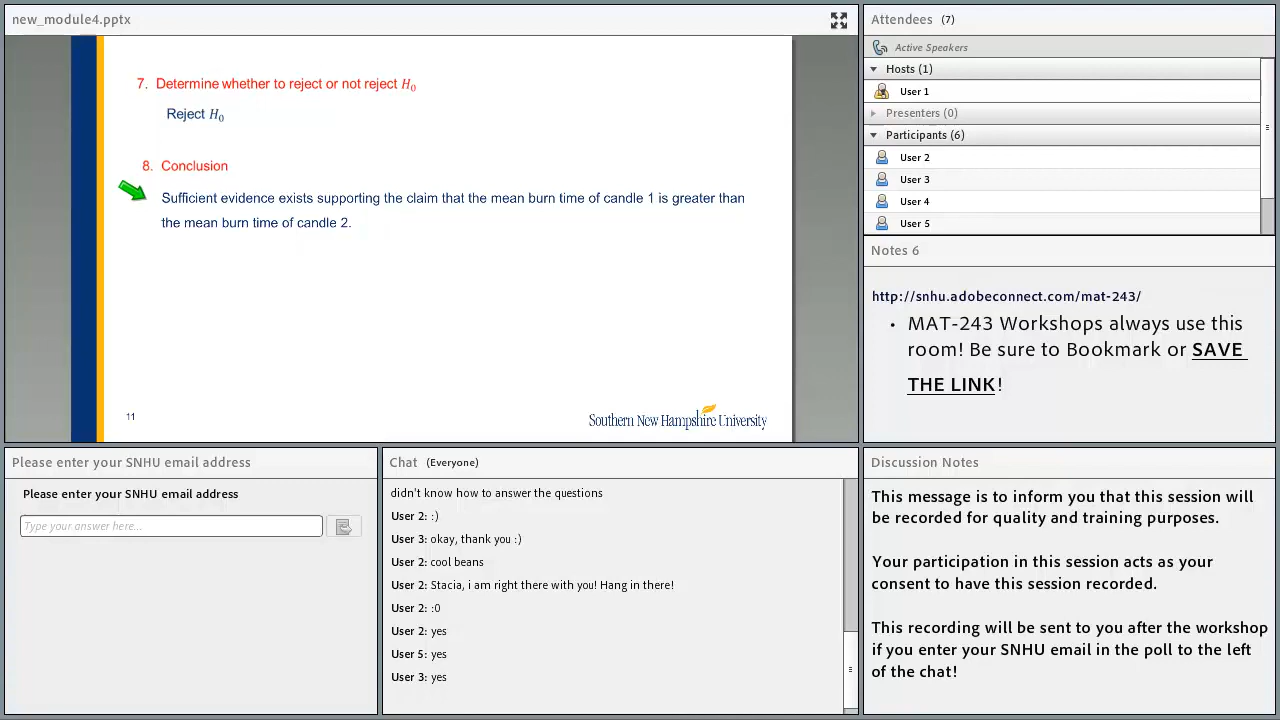 new_module4.pptx
7. Determine whether to reject or not reject H₀
Reject H₀
8. Conclusion
Sufficient evidence exists supporting the claim that the mean burn time of candle 1 is greater than
the mean burn time of candle 2.
11
Southern New Hampshire University
Attendees (7)
Active Speakers
Hosts (1)
User 1
Presenters (0)
Participants (6)
User 2
User 3
User 4
User 5
Notes 6
http://snhu.adobeconnect.com/mat-243/
• MAT-243 Workshops always use this
room! Be sure to Bookmark or SAVE
THE LINK!
Please enter your SNHU email address
Please enter your SNHU email address
Type your answer here...
Chat (Everyone)
didn't know how to answer the questions
User 2: :)
User 3: okay, thank you :)
User 2: cool beans
User 2: Stacia, i am right there with you! Hang in there!
User 2: :0
User 2: yes
User 5: yes
User 3: yes
Discussion Notes
This message is to inform you that this session will
be recorded for quality and training purposes.
Your participation in this session acts as your
consent to have this session recorded.
This recording will be sent to you after the workshop
if you enter your SNHU email in the poll to the left
of the chat!